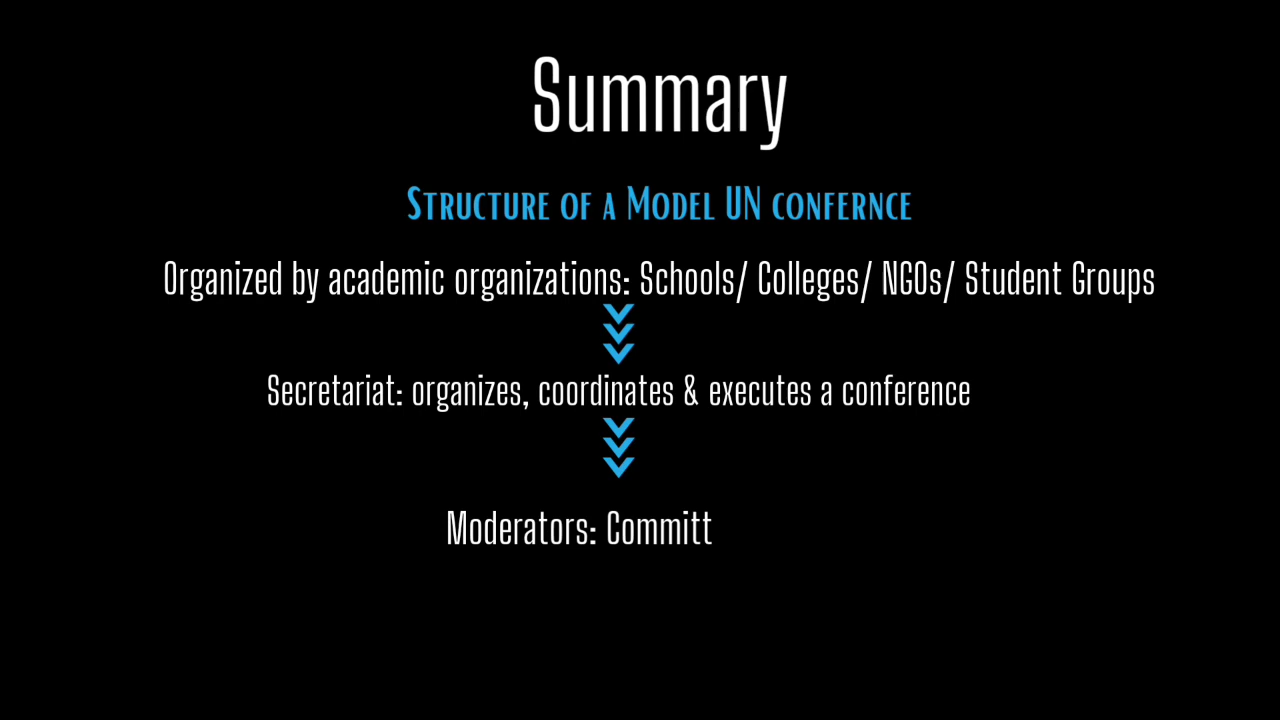 Summary
Structure of a Model UN confernce
Organized by academic organizations: Schools/ Colleges/ NGOs/ Student Groups
Secretariat: organizes, coordinates & executes a conference
Moderators: Committ